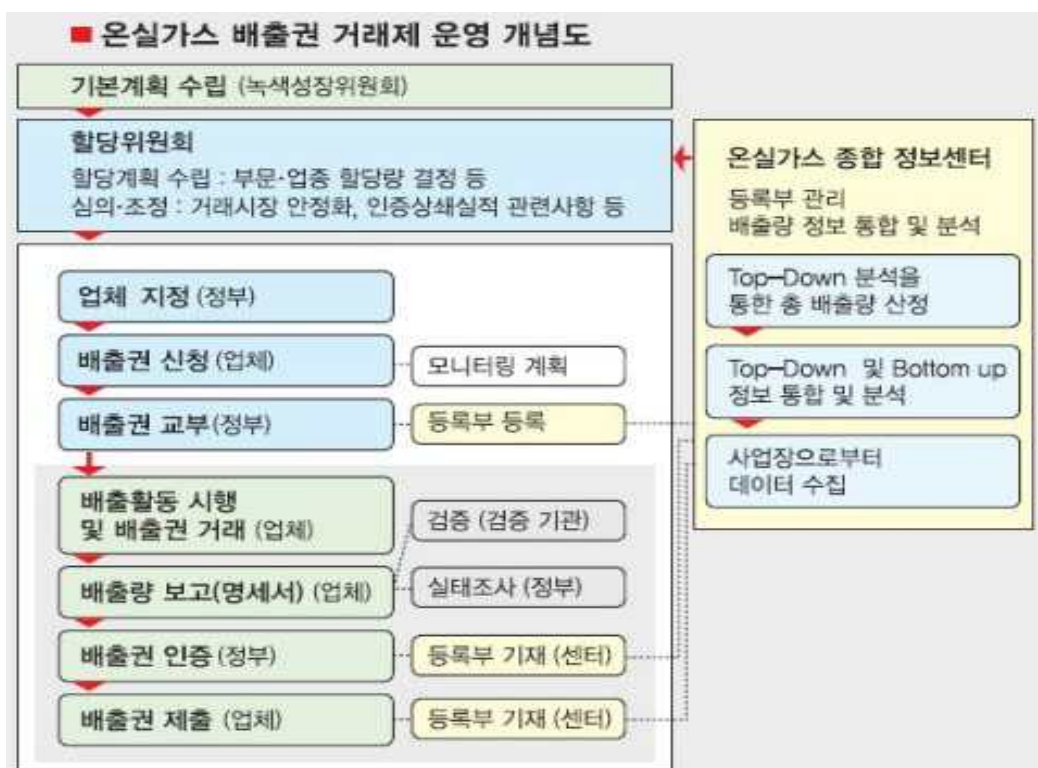 ■ 온실가스 배출권 거래제 운영 개념도
기본계획 수립 (녹색성장위원회)
할당위원회
할당계획 수립 : 부문·업종 할당량 결정 등
심의·조정 : 거래시장 안정화, 인증상쇄실적 관련사항 등
업체 지정 (정부)
배출권 신청 (업체)
모니터링 계획
배출권 교부 (정부)
등록부 등록
배출활동 시행
및 배출권 거래 (업체)
검증 (검증 기관)
배출량 보고(명세서) (업체)
실태조사 (정부)
배출권 인증 (정부)
등록부 기재 (센터)
배출권 제출 (업체)
등록부 기재 (센터)
온실가스 종합 정보센터
등록부 관리
배출량 정보 통합 및 분석
Top-Down 분석을
통한 총 배출량 산정
Top-Down 및 Bottom up
정보 통합 및 분석
사업장으로부터
데이터 수집